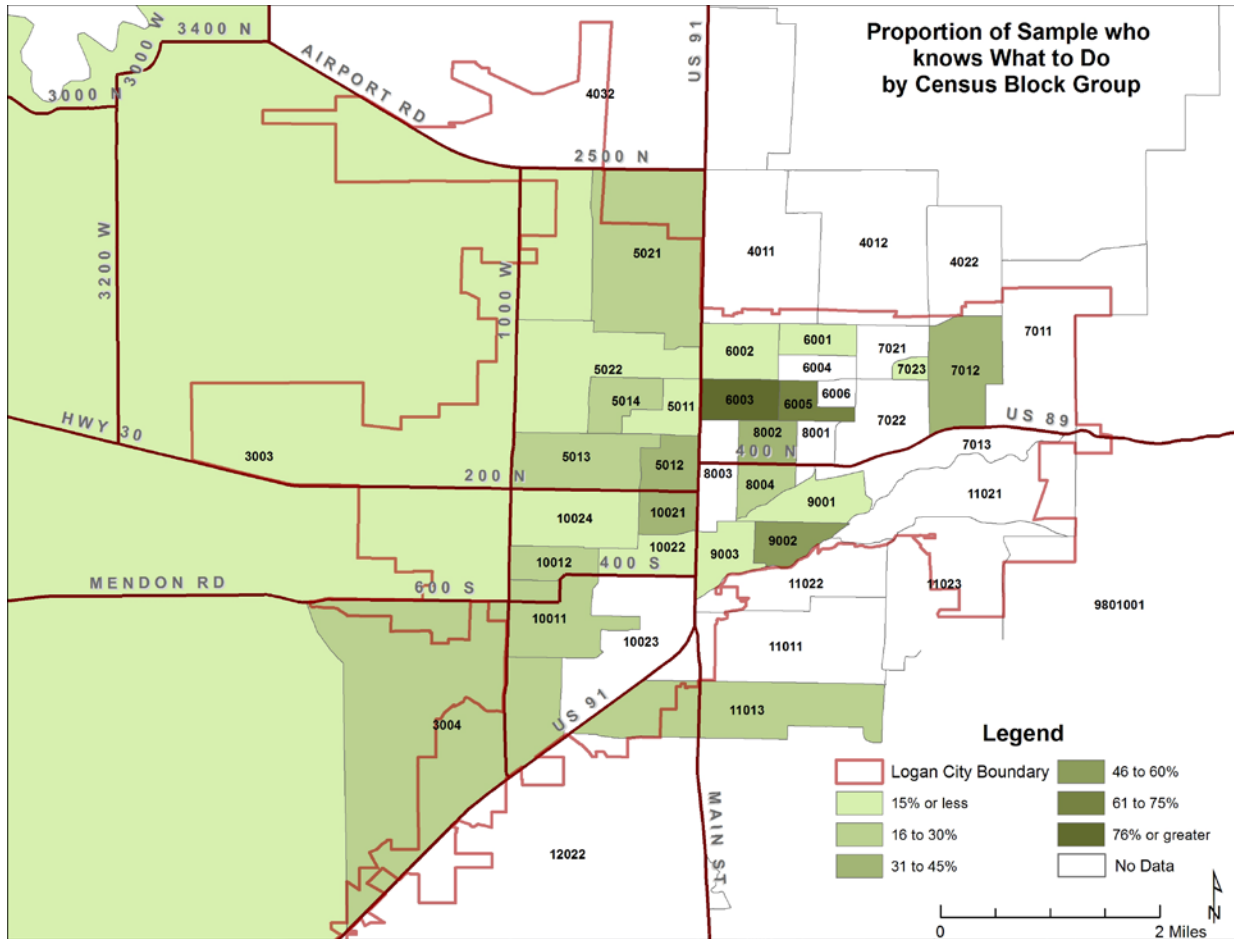 Proportion of Sample who
knows What to Do
by Census Block Group
3400 N
3000 W
3000 N
AIRPORT RD
US 91
4032
2500 N
3200 W
1000 W
5021
4011
4012
4022
7011
6002
6001
7021
6004
7023
7012
5022
5014
5011
6003
6005
6006
7022
US 89
8002
8001
400 N
7013
HWY 30
3003
5013
5012
200 N
8003
8004
11021
9001
10024
10021
10022
9003
9002
10012
400 S
MENDON RD
600 S
11022
11023
9801001
10011
10023
11011
US 91
3004
11013
MAIN ST
12022
Legend
Logan City Boundary
15% or less
16 to 30%
31 to 45%
46 to 60%
61 to 75%
76% or greater
No Data
N
0 2 Miles